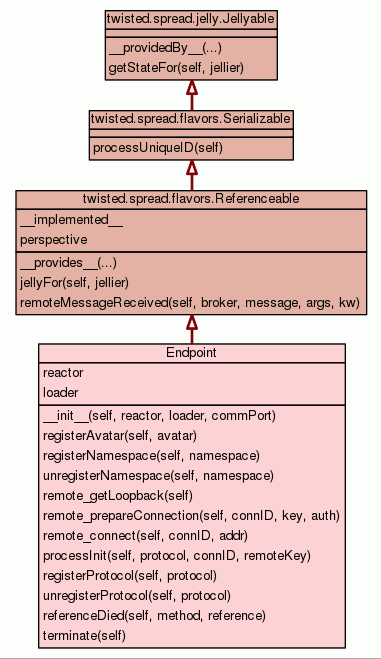 twisted.spread.jelly.Jellyable
__providedBy__(...)
getStateFor(self, jellier)
twisted.spread.flavors.Serializable
processUniqueID(self)
twisted.spread.flavors.Referenceable
__implemented__
perspective
__provides__(...)
jellyFor(self, jellier)
remoteMessageReceived(self, broker, message, args, kw)
Endpoint
reactor
loader
__init__(self, reactor, loader, commPort)
registerAvatar(self, avatar)
registerNamespace(self, namespace)
unregisterNamespace(self, namespace)
remote_getLoopback(self)
remote_prepareConnection(self, connID, key, auth)
remote_connect(self, connID, addr)
processInit(self, protocol, connID, remoteKey)
registerProtocol(self, protocol)
unregisterProtocol(self, protocol)
referenceDied(self, method, reference)
terminate(self)